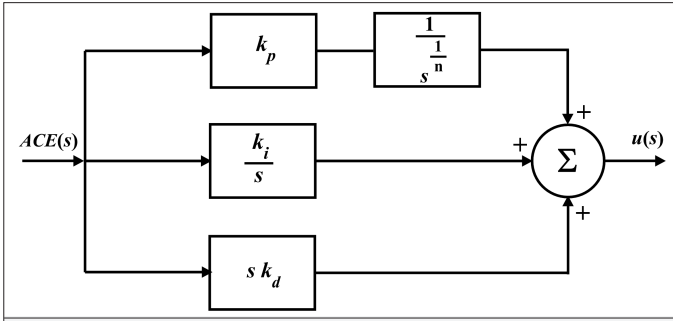 k_p
1
s^{1/n}
+
ACE(s)
k_i
s
+
Σ
u(s)
+
s k_d